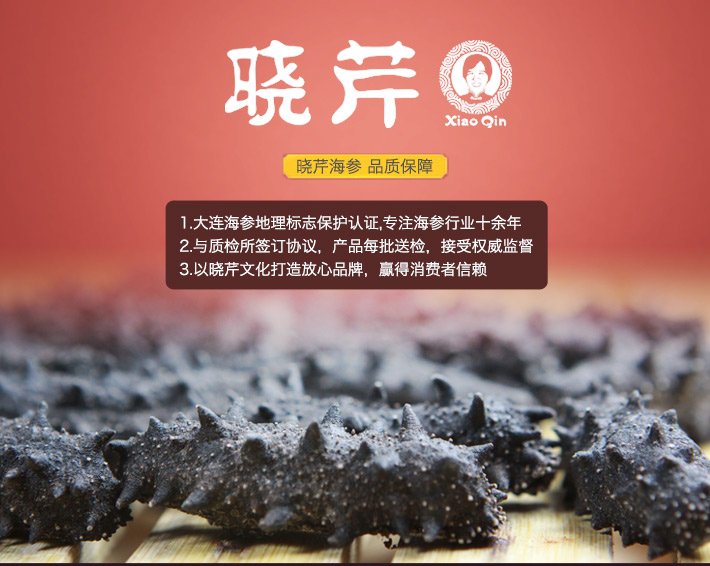 晓芹
Xiao Qin
晓芹海参 品质保障
1.大连海参地理标志保护认证,专注海参行业十余年
2.与质检所签订协议，产品每批送检，接受权威监督
3.以晓芹文化打造放心品牌，赢得消费者信赖